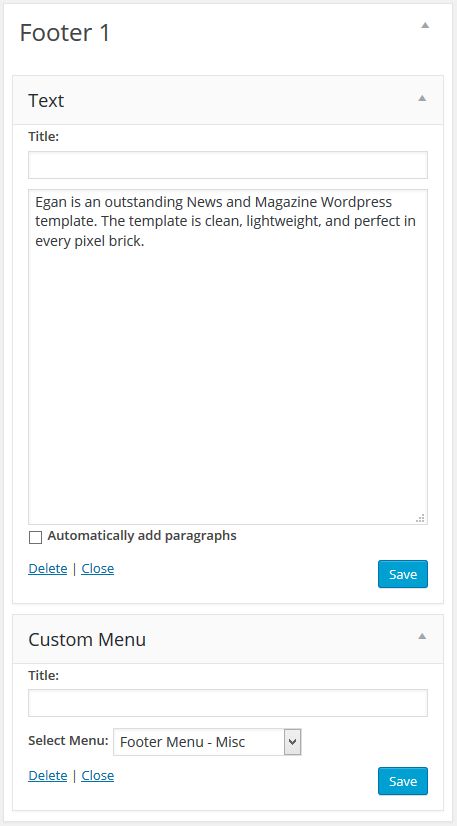 Footer 1
Text
Title:
Egan is an outstanding News and Magazine Wordpress
template. The template is clean, lightweight, and perfect in
every pixel brick.
Automatically add paragraphs
Delete | Close
Save
Custom Menu
Title:
Select Menu: Footer Menu - Misc
Delete | Close
Save